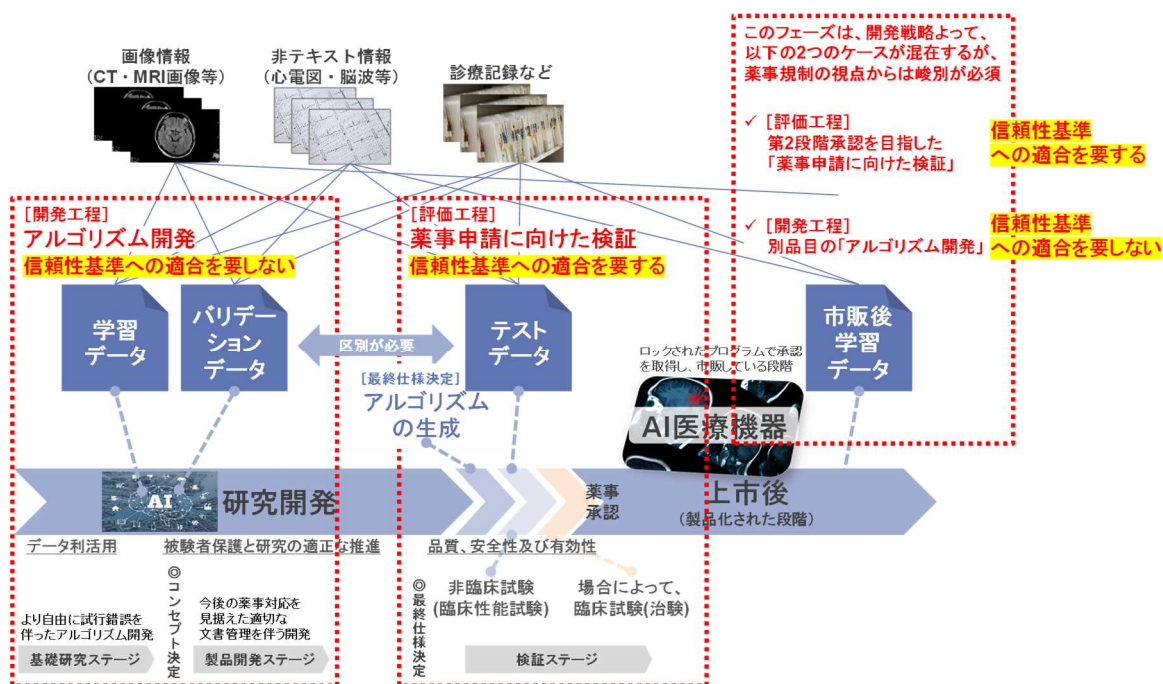 画像情報
(CT・MRI画像等)
非テキスト情報
(心電図・脳波等)
診療記録など
このフェーズは、開発戦略よって、
以下の2つのケースが混在するが、
薬事規制の視点からは峻別が必須
✓ [評価工程]
第2段階承認を目指した
「薬事申請に向けた検証」
信頼性基準
への適合を要する
✓ [開発工程]
別品目の「アルゴリズム開発」
信頼性基準
への適合を要しない
[開発工程]
アルゴリズム開発
信頼性基準への適合を要しない
[評価工程]
薬事申請に向けた検証
信頼性基準への適合を要する
学習
データ
バリデー
ション
データ
区別が必要
テスト
データ
市販後
学習
データ
[最終仕様決定]
アルゴリズム
の生成
ロックされたプログラムで承認
を取得し、市販している段階
AI医療機器
AI
研究開発
薬事
承認
上市後
(製品化された段階)
データ利活用
被験者保護と研究の適正な推進
品質、安全性及び有効性
より自由に試行錯誤を
伴ったアルゴリズム開発
◎コンセプト決定
今後の薬事対応を
見据えた適切な
文書管理を伴う開発
◎最終仕様決定
非臨床試験
(臨床性能試験)
場合によって、
臨床試験(治験)
基礎研究ステージ
製品開発ステージ
検証ステージ